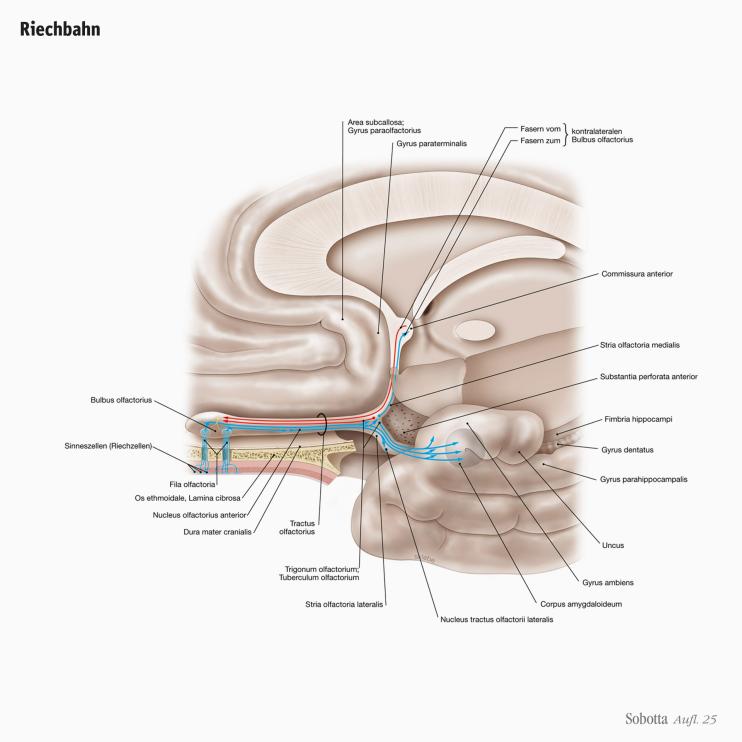 Riechbahn
Area subcallosa;
Gyrus paraolfactorius
Gyrus paraterminalis
Fasern vom
Fasern zum
kontralateralen
Bulbus olfactorius
Commissura anterior
Stria olfactoria medialis
Substantia perforata anterior
Bulbus olfactorius
Fimbria hippocampi
Sinneszellen (Riechzellen)
Gyrus dentatus
Gyrus parahippocampalis
Fila olfactoria
Os ethmoidale, Lamina cibrosa
Nucleus olfactorius anterior
Dura mater cranialis
Tractus
olfactorius
Uncus
Trigonum olfactorium;
Tuberculum olfactorium
Gyrus ambiens
Stria olfactoria lateralis
Corpus amygdaloideum
Nucleus tractus olfactorii lateralis
Sobotta Aufl. 25